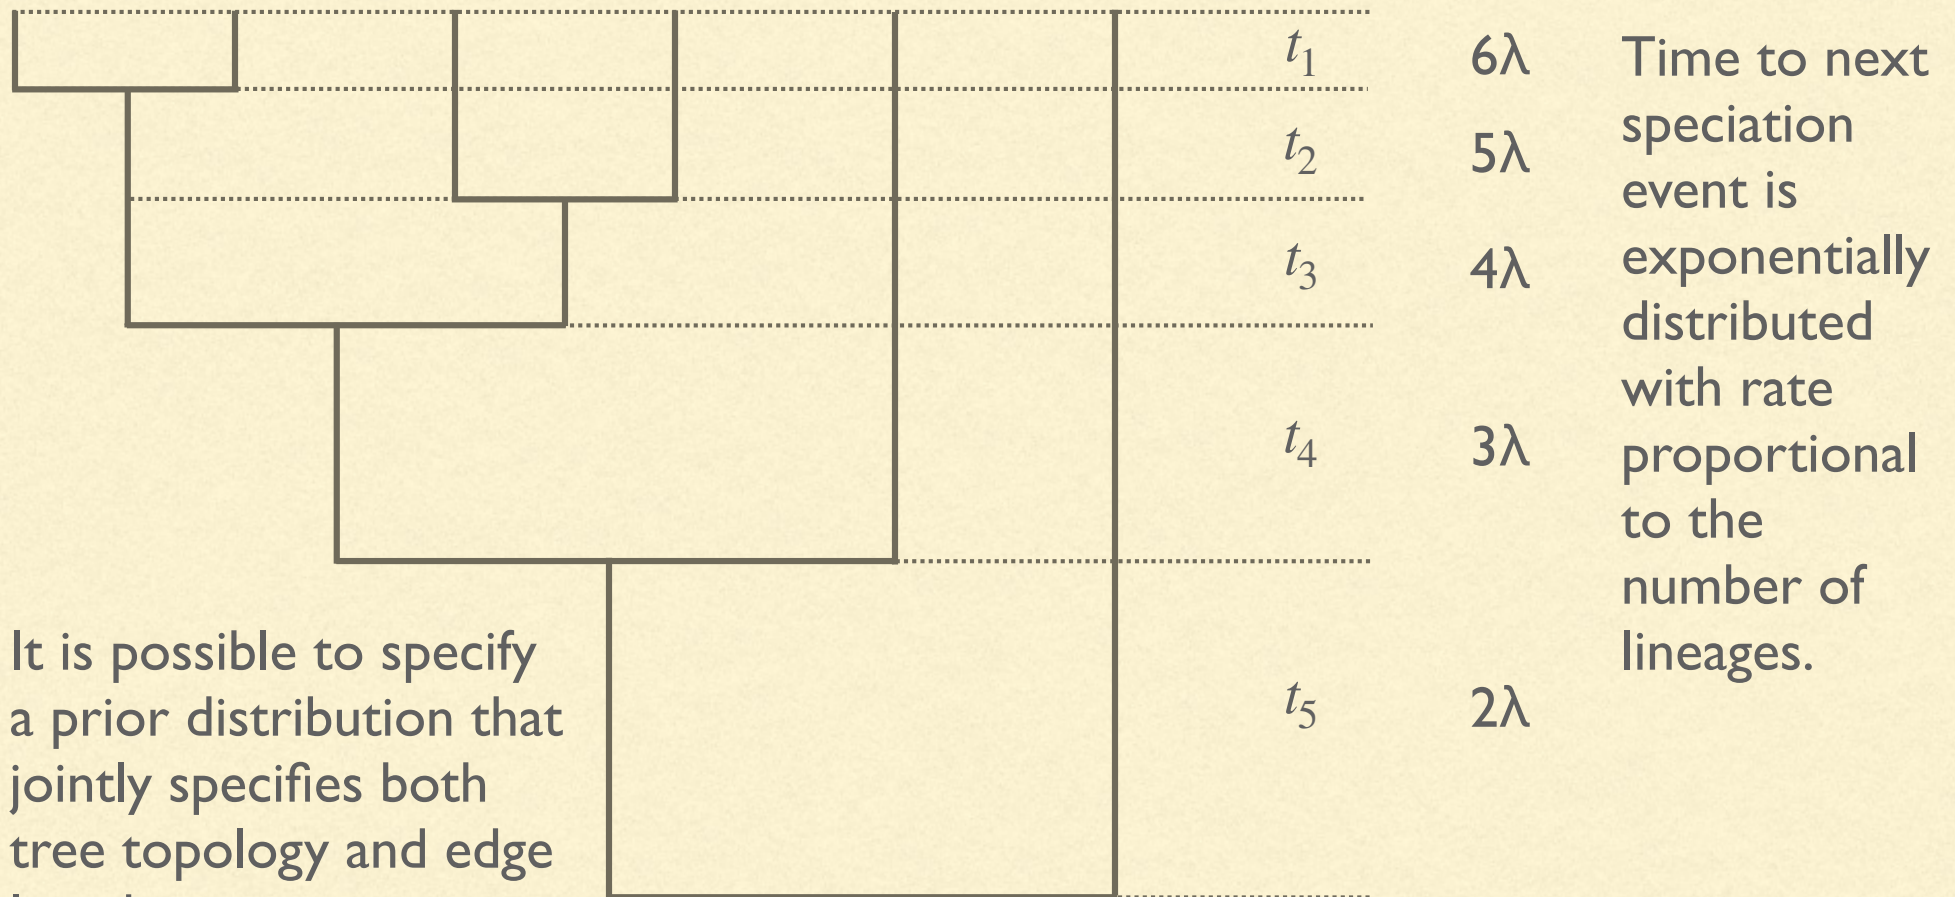 t1 6λ
t2 5λ
t3 4λ
t4 3λ
t5 2λ
Time to next
speciation
event is
exponentially
distributed
with rate
proportional
to the
number of
lineages.
It is possible to specify
a prior distribution that
jointly specifies both
tree topology and edge